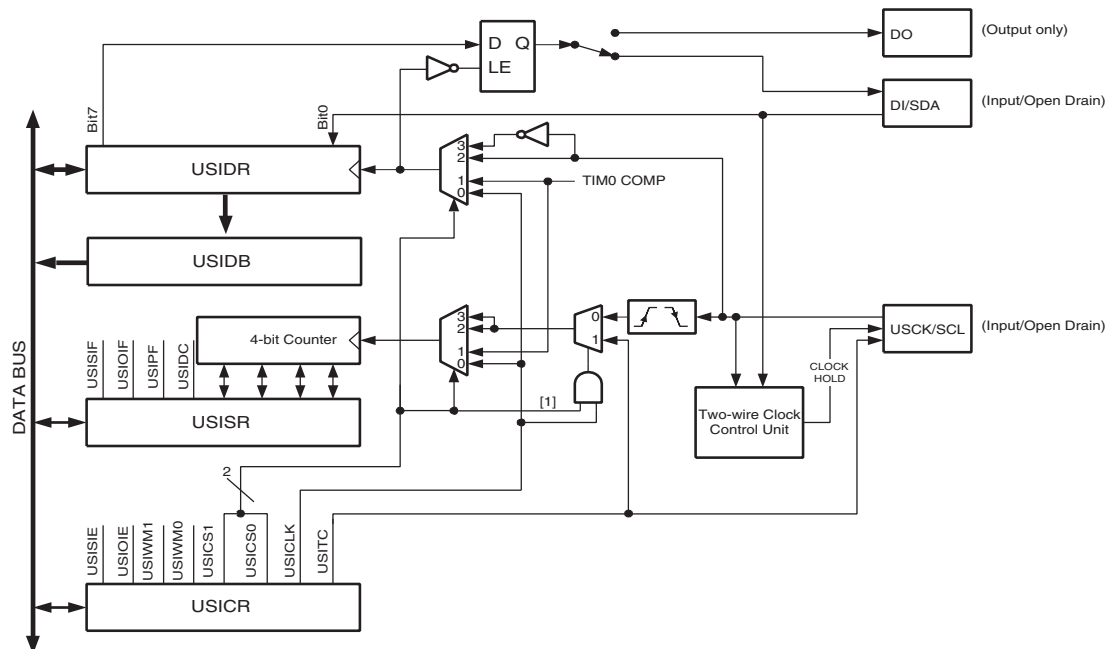 DO
(Output only)
D Q
LE
DI/SDA
(Input/Open Drain)
Bit7
Bit0
3
2
1
0
TIM0 COMP
USIDR
USIDB
DATA BUS
4-bit Counter
3
2
1
0
0
1
USCK/SCL
(Input/Open Drain)
CLOCK
HOLD
USISIF
USIOIF
USIPF
USIDC
[1]
Two-wire Clock
Control Unit
USISR
2
USISIE
USIOIE
USIWM1
USIWM0
USICS1
USICS0
USICLK
USITC
USICR